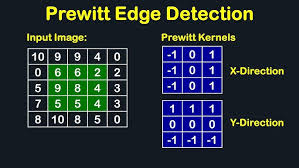 Prewitt Edge Detection
Input Image:
Prewitt Kernels
10 9 9 4 0
0 6 6 2 2
5 9 8 4 3
7 5 5 4 3
8 10 8 5 0
-1 0 1
-1 0 1
-1 0 1
X-Direction
1 1 1
0 0 0
-1 -1 -1
Y-Direction